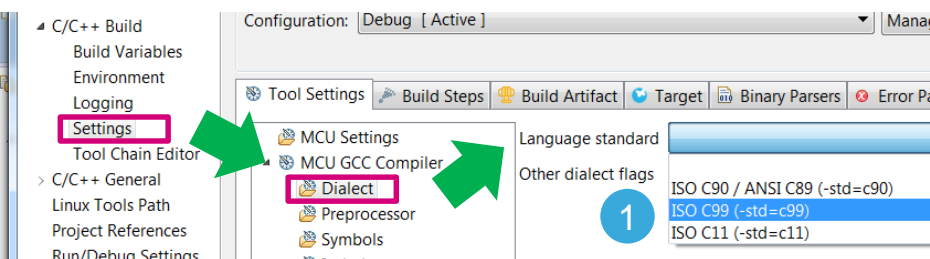 C/C++ Build
Build Variables
Environment
Logging
Settings
Tool Chain Editor
C/C++ General
Linux Tools Path
Project References
Run/Debug Settings
Configuration: Debug [ Active ]
Tool Settings Build Steps Build Artifact Target Binary Parsers Error
MCU Settings
MCU GCC Compiler
Dialect
Preprocessor
Symbols
Language standard
Other dialect flags
ISO C90 / ANSI C89 (-std=c90)
ISO C99 (-std=c99)
ISO C11 (-std=c11)
1